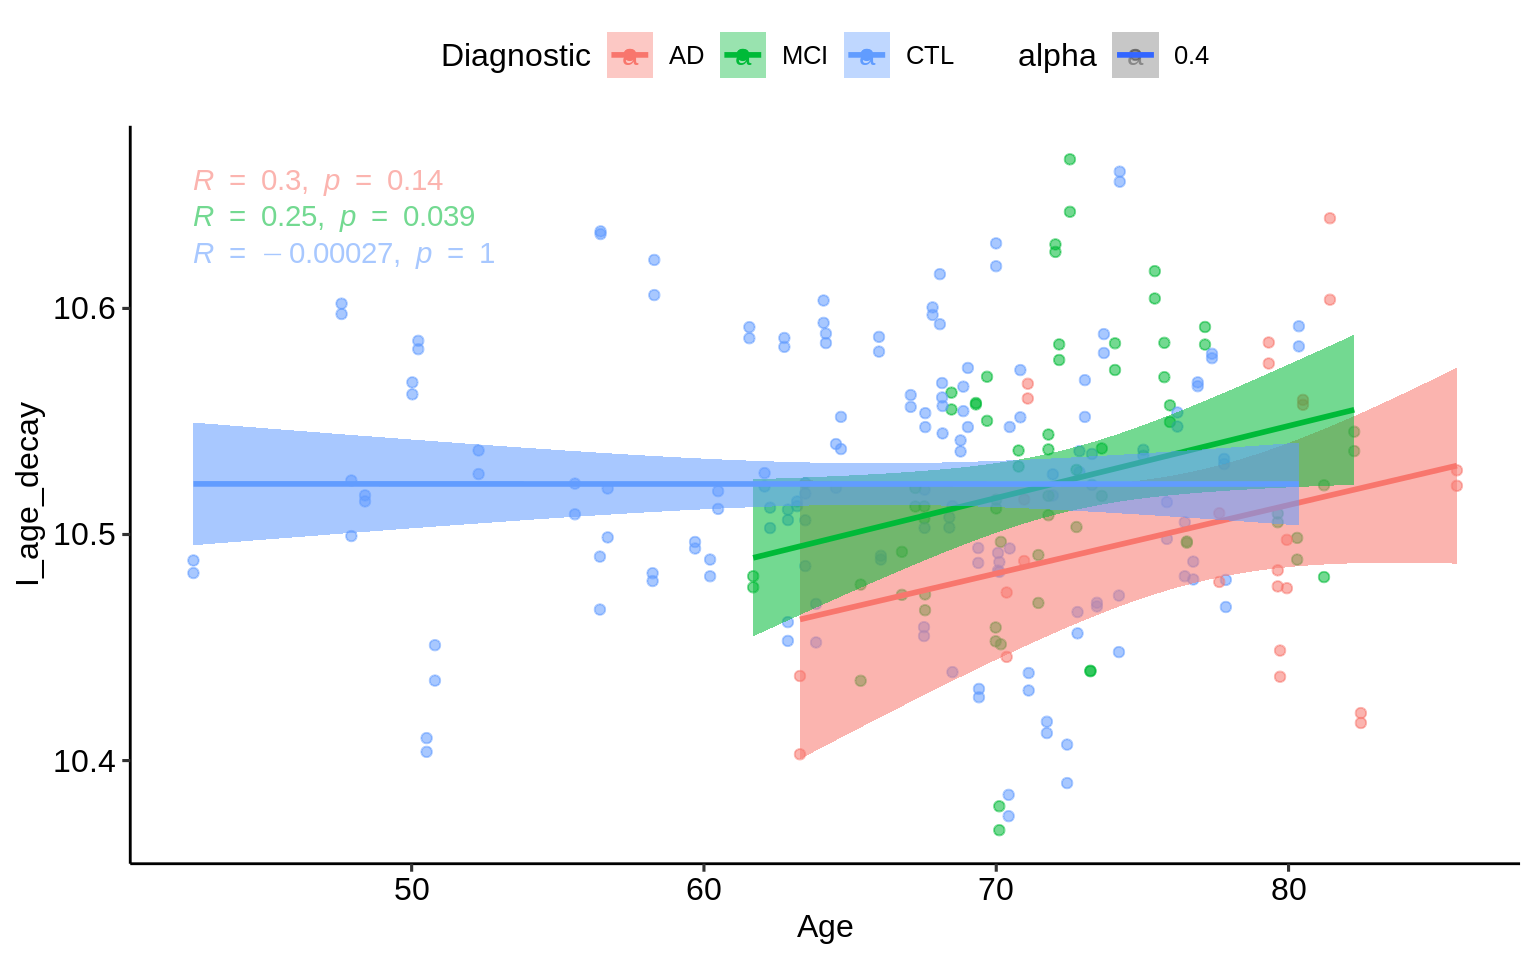 Diagnostic a AD a MCI a CTL alpha a 0.4
R = 0.3, p = 0.14
R = 0.25, p = 0.039
R = −0.00027, p = 1
10.6
10.5
10.4
I_age_decay
50 60 70 80
Age